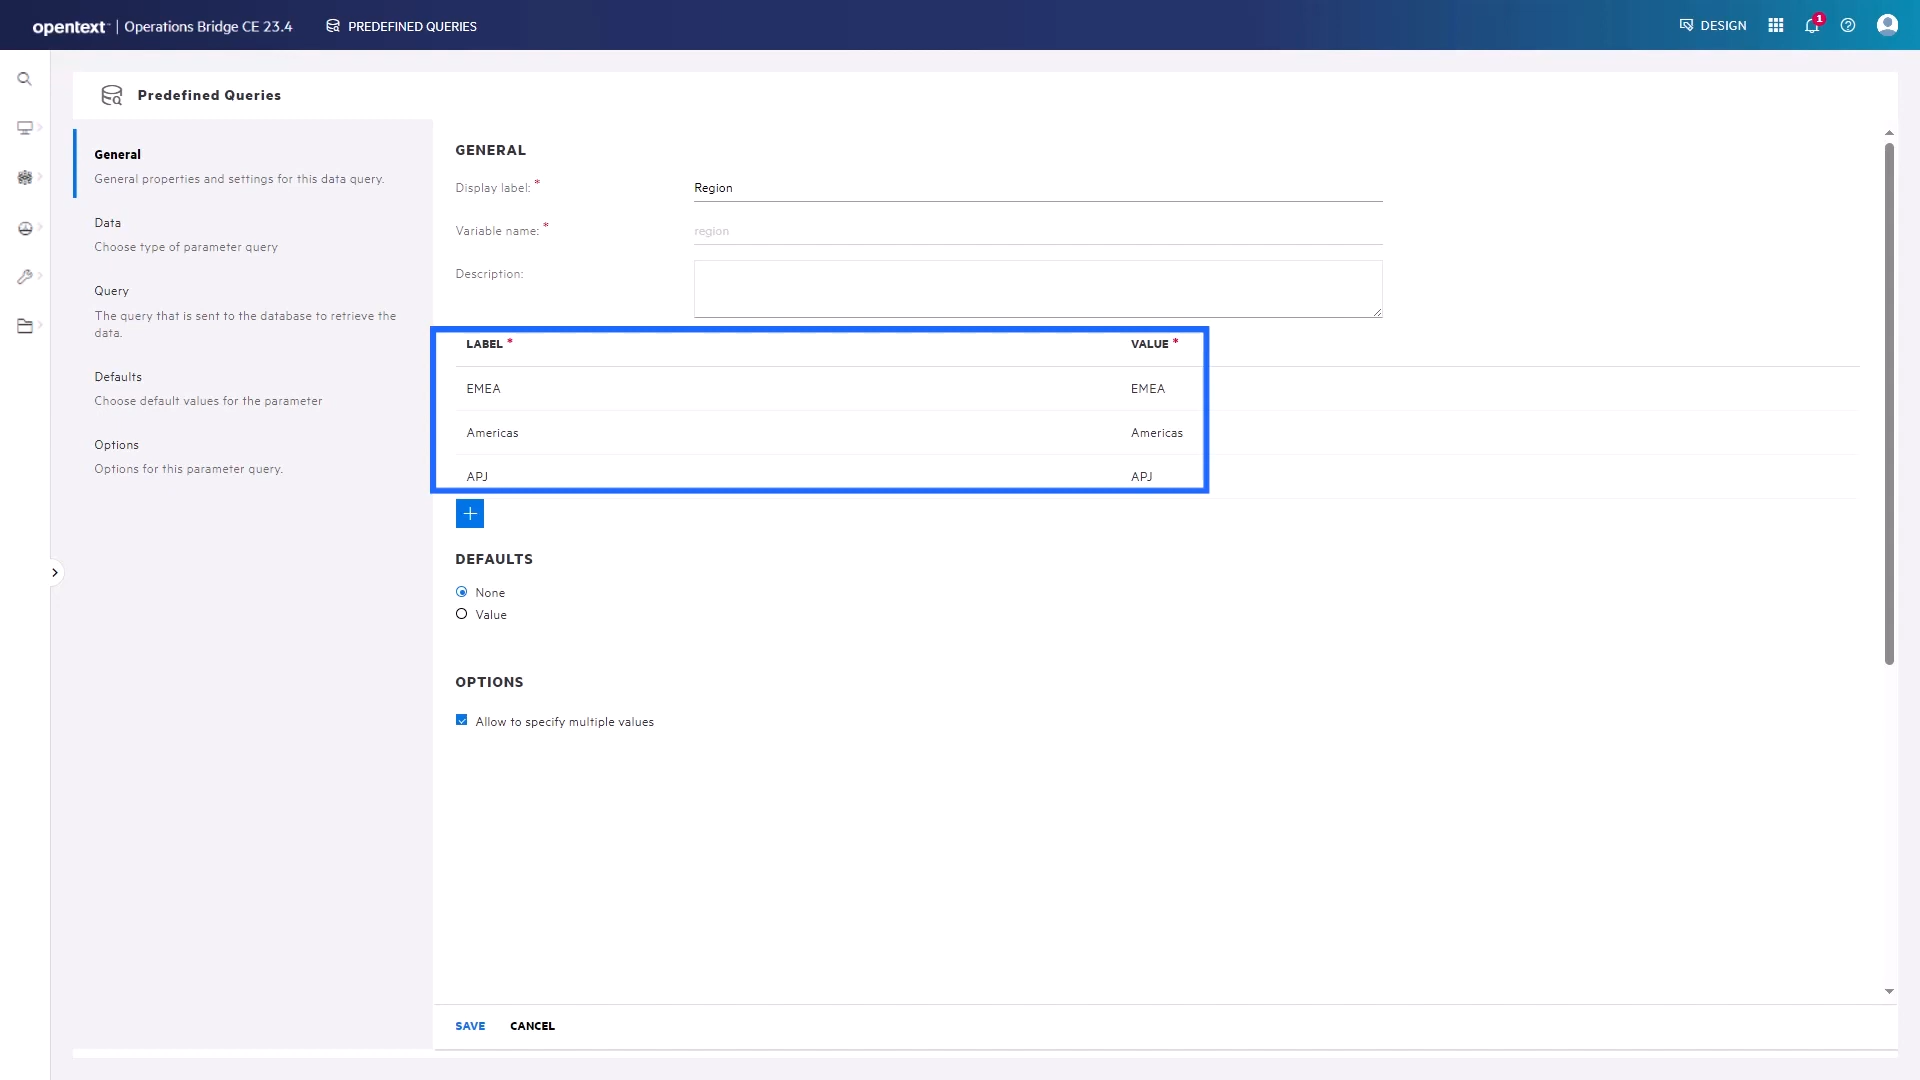 opentext | Operations Bridge CE 23.4
PREDEFINED QUERIES
DESIGN
1
Predefined Queries
General
General properties and settings for this data query.
Data
Choose type of parameter query
Query
The query that is sent to the database to retrieve the
data.
Defaults
Choose default values for the parameter
Options
Options for this parameter query.
GENERAL
Display label: *
Region
Variable name: *
region
Description:
LABEL * VALUE *
EMEA EMEA
Americas Americas
APJ APJ
DEFAULTS
None
Value
OPTIONS
Allow to specify multiple values
SAVE CANCEL